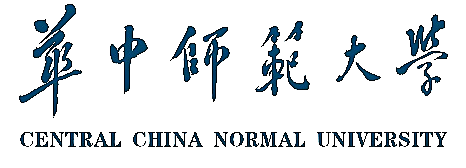 華中師範大學
CENTRAL CHINA NORMAL UNIVERSITY